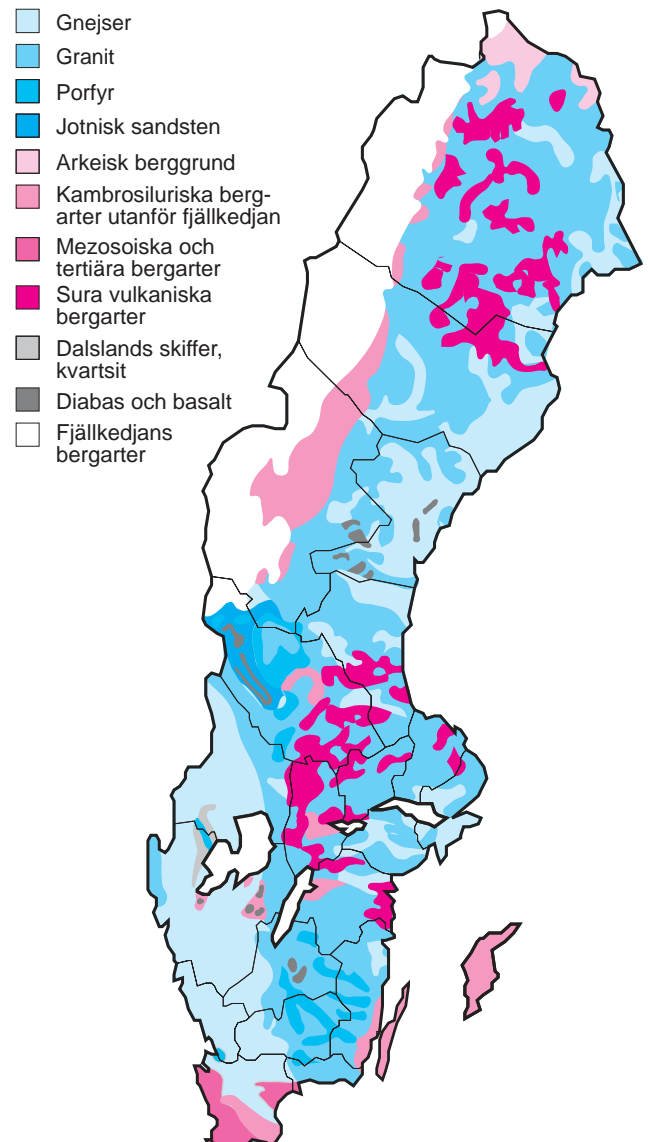 Gnejser
Granit
Porfyr
Jotnisk sandsten
Arkeisk berggrund
Kambrosiluriska berg-
arter utanför fjällkedjan
Mezosoiska och
tertiära bergarter
Sura vulkaniska
bergarter
Dalslands skiffer,
kvartsit
Diabas och basalt
Fjällkedjans
bergarter